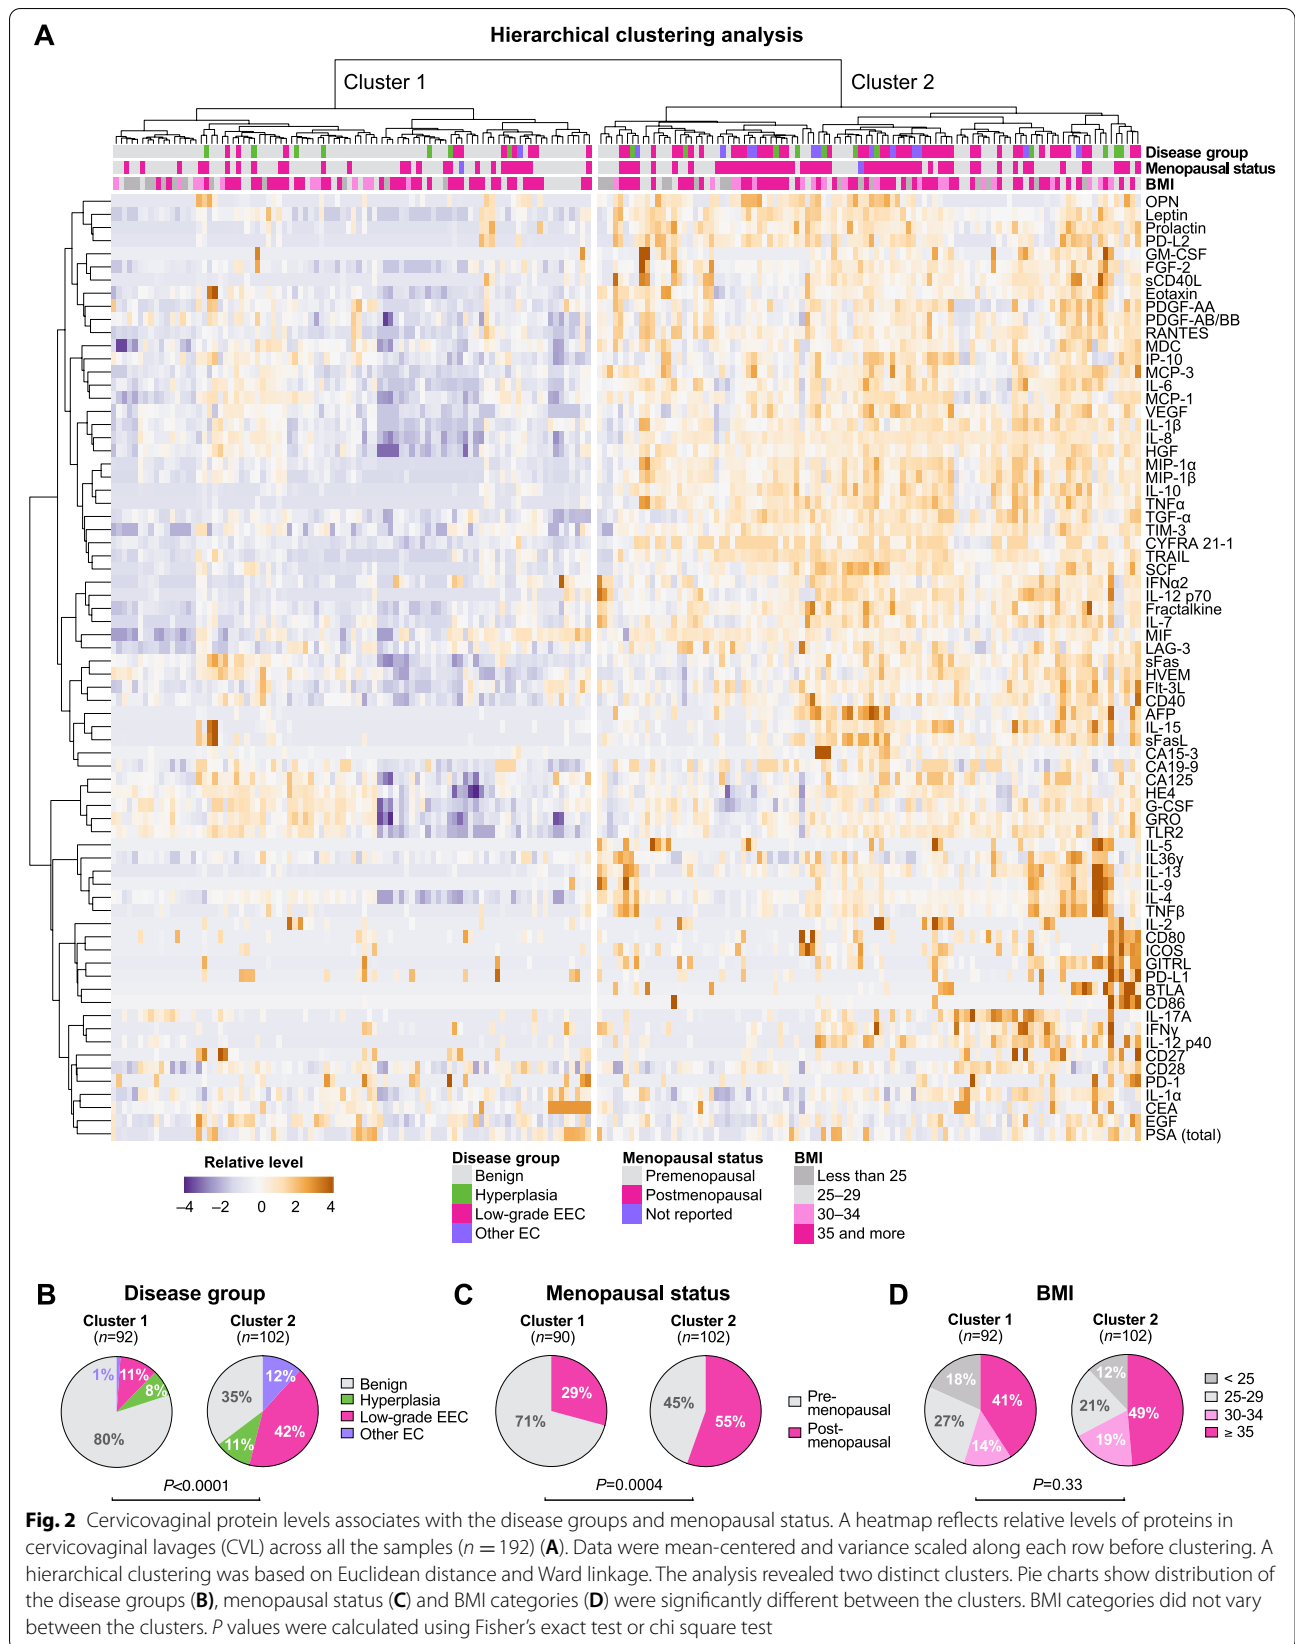 A
Hierarchical clustering analysis
Cluster 1
Cluster 2
Disease group
Menopausal status
BMI
OPN
Leptin
Prolactin
PD-L2
GM-CSF
FGF-2
sCD40L
Eotaxin
PDGF-AA
PDGF-AB/BB
RANTES
MDC
IP-10
MCP-3
IL-6
MCP-1
VEGF
IL-1β
IL-8
HGF
MIP-1α
MIP-1β
IL-10
TNFα
TGF-α
TIM-3
CYFRA 21-1
TRAIL
SCF
IFNα2
IL-12 p70
Fractalkine
IL-7
MIF
LAG-3
sFas
HVEM
Flt-3L
CD40
AFP
IL-15
sFasL
CA15-3
CA19-9
CA125
HE4
G-CSF
GRO
TLR2
IL-5
IL36γ
IL-13
IL-9
IL-4
TNFβ
IL-2
CD80
ICOS
GITRL
PD-L1
BTLA
CD86
IL-17A
IFNγ
IL-12 p40
CD27
CD28
PD-1
IL-1α
CEA
EGF
PSA (total)
Relative level
–4 –2 0 2 4
Disease group
Benign
Hyperplasia
Low-grade EEC
Other EC
Menopausal status
Premenopausal
Postmenopausal
Not reported
BMI
Less than 25
25–29
30–34
35 and more
B
Disease group
Cluster 1
(n=92)
Cluster 2
(n=102)
1%
11%
8%
80%
12%
35%
42%
11%
Benign
Hyperplasia
Low-grade EEC
Other EC
P<0.0001
C
Menopausal status
Cluster 1
(n=90)
Cluster 2
(n=102)
29%
71%
45%
55%
Pre-
menopausal
Post-
menopausal
P=0.0004
D
BMI
Cluster 1
(n=92)
Cluster 2
(n=102)
18%
41%
27%
14%
12%
21%
49%
19%
< 25
25-29
30-34
≥ 35
P=0.33
Fig. 2 Cervicovaginal protein levels associates with the disease groups and menopausal status. A heatmap reflects relative levels of proteins in
cervicovaginal lavages (CVL) across all the samples (n = 192) (A). Data were mean-centered and variance scaled along each row before clustering. A
hierarchical clustering was based on Euclidean distance and Ward linkage. The analysis revealed two distinct clusters. Pie charts show distribution of
the disease groups (B), menopausal status (C) and BMI categories (D) were significantly different between the clusters. BMI categories did not vary
between the clusters. P values were calculated using Fisher's exact test or chi square test